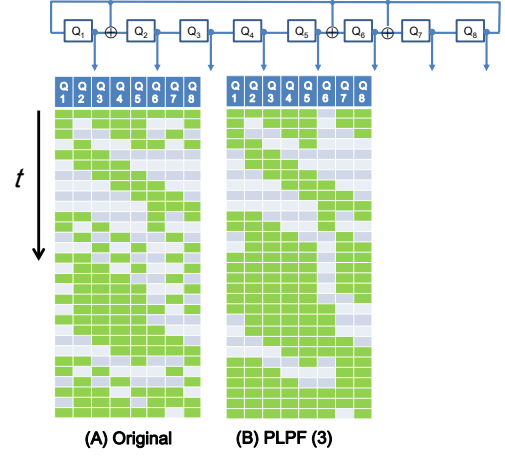 Q1 Q2 Q3 Q4 Q5 Q6 Q7 Q8
Q Q Q Q Q Q Q Q Q Q Q Q Q Q Q Q
1 2 3 4 5 6 7 8 1 2 3 4 5 6 7 8
t
(A) Original (B) PLPF (3)